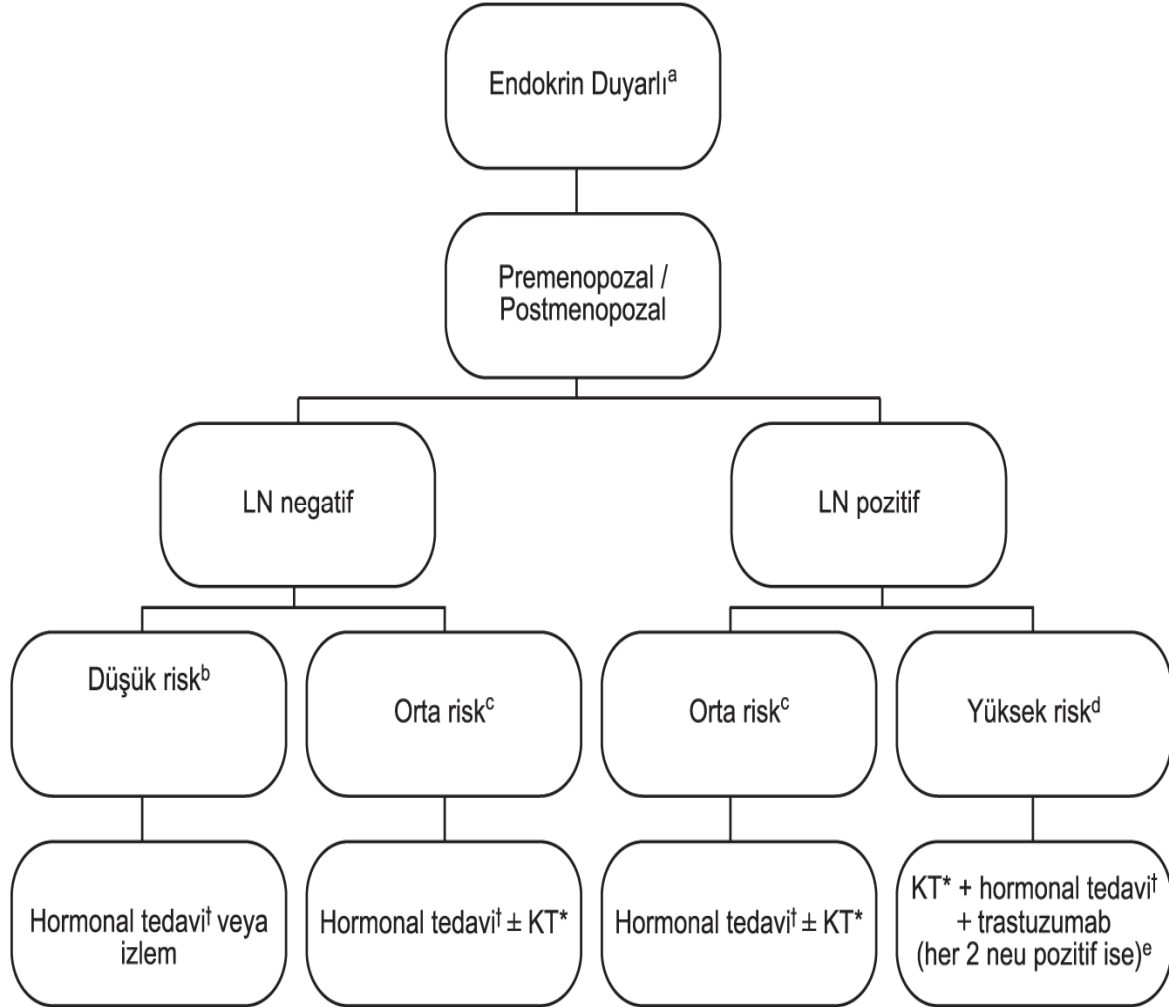 Endokrin Duyarlıᵃ
Premenopozal /
Postmenopozal
LN negatif
LN pozitif
Düşük riskᵇ
Orta riskᶜ
Orta riskᶜ
Yüksek riskᵈ
Hormonal tedavi† veya
izlem
Hormonal tedavi† ± KT*
Hormonal tedavi† ± KT*
KT* + hormonal tedavi†
+ trastuzumab
(her 2 neu pozitif ise)ᵉ